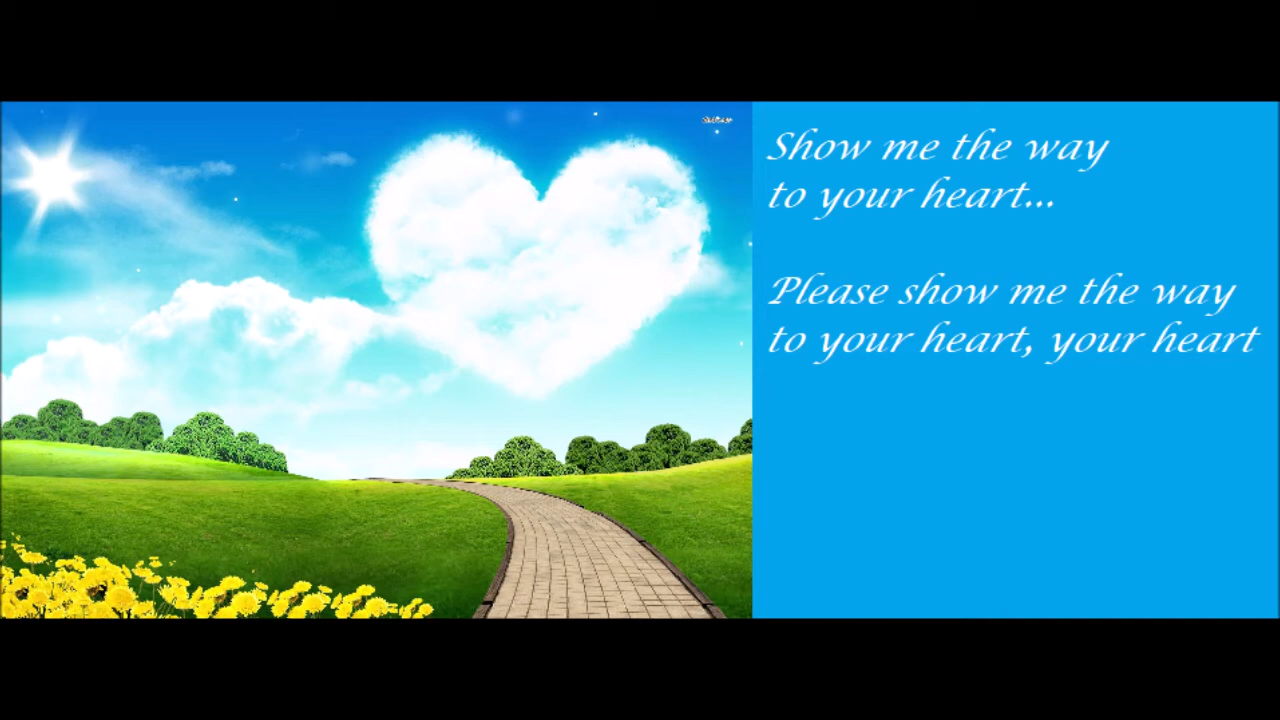 Show me the way
to your heart...
Please show me the way
to your heart, your heart